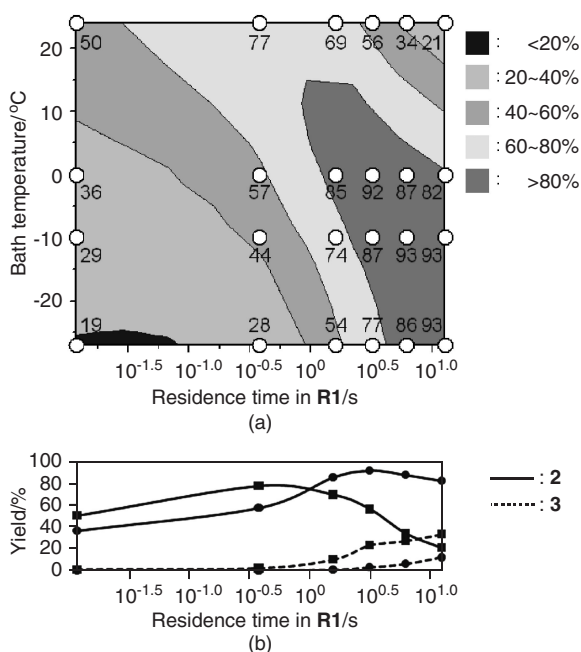 20
10
0
-10
-20
Bath temperature/°C
50 77 69 56 34 21
36 57 85 92 87 82
29 44 74 87 93 93
19 28 54 77 86 93
10^-1.5 10^-1.0 10^-0.5 10^0 10^0.5 10^1.0
Residence time in R1/s
(a)
: <20%
: 20~40%
: 40~60%
: 60~80%
: >80%
100
80
60
40
20
0
Yield/%
10^-1.5 10^-1.0 10^-0.5 10^0 10^0.5 10^1.0
Residence time in R1/s
(b)
: 2
: 3